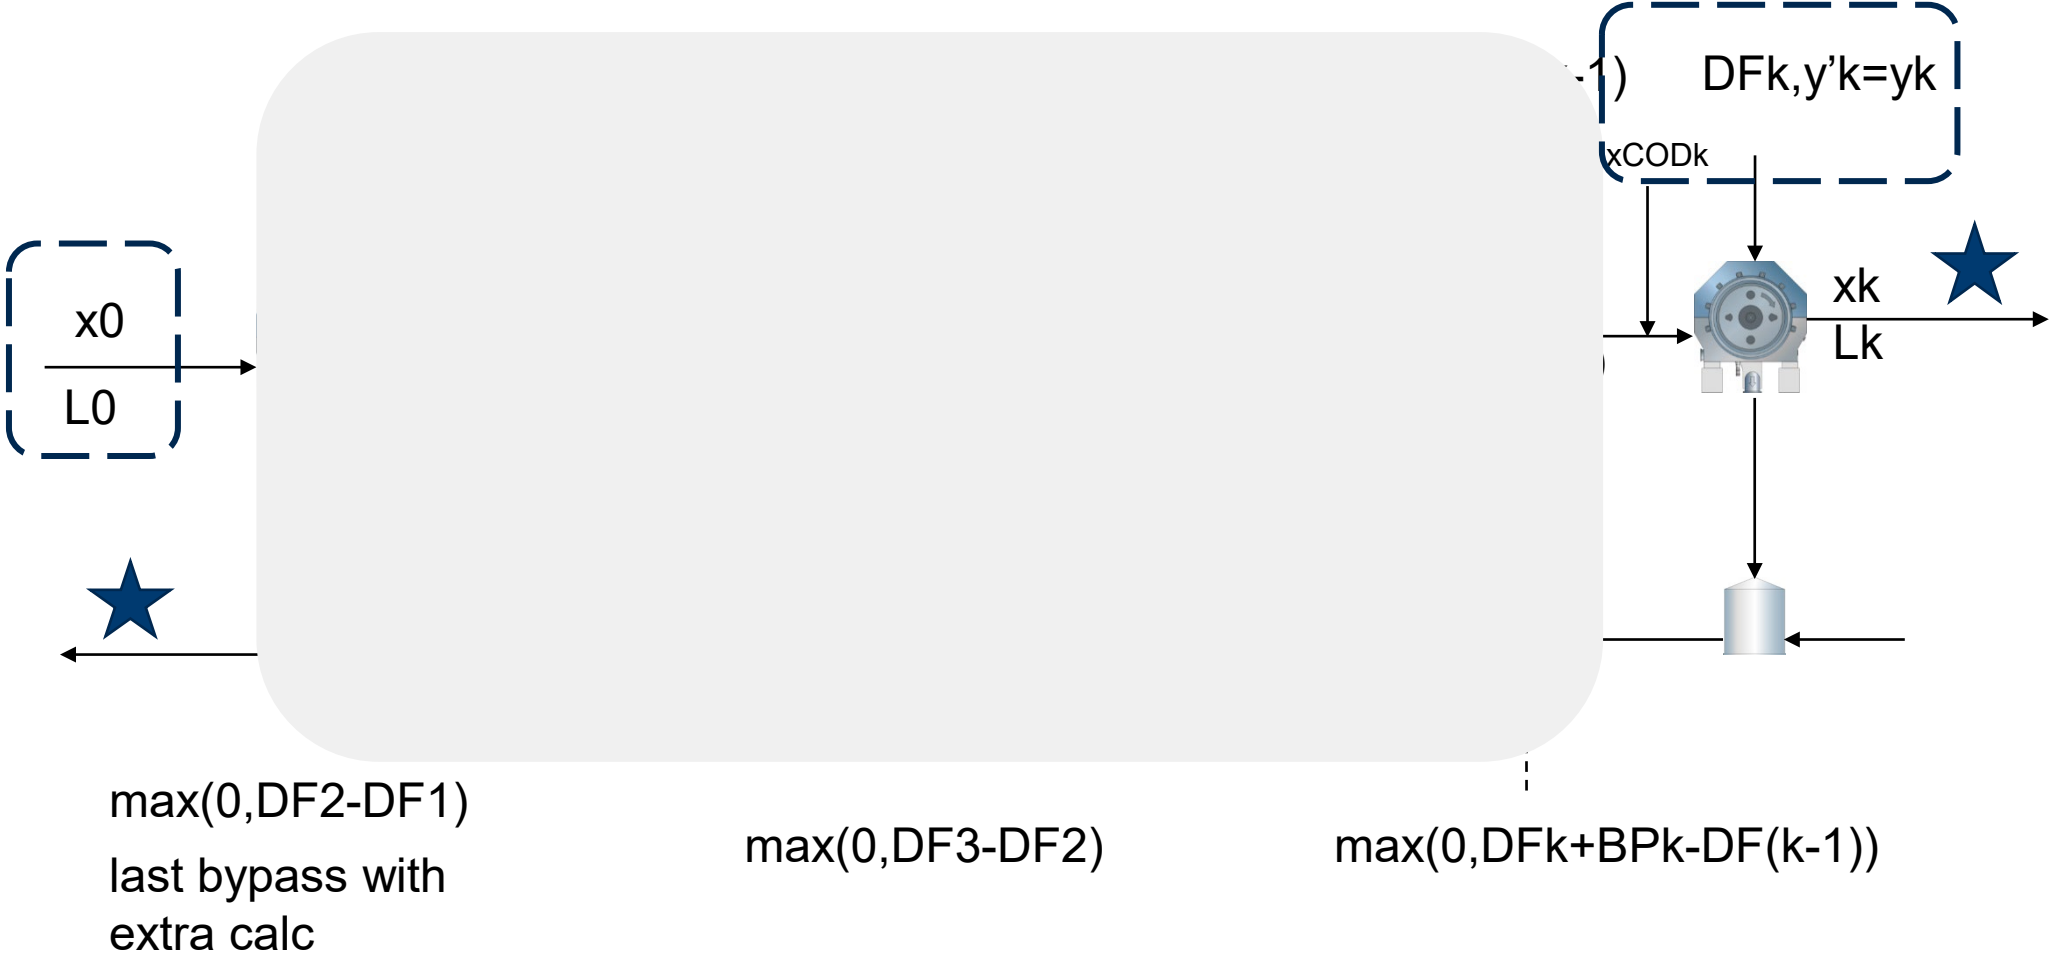 -1)
DFk,y’k=yk
xCODk
x0
L0
xk
Lk
)
max(0,DF2-DF1)
last bypass with
extra calc
max(0,DF3-DF2)
max(0,DFk+BPk-DF(k-1))